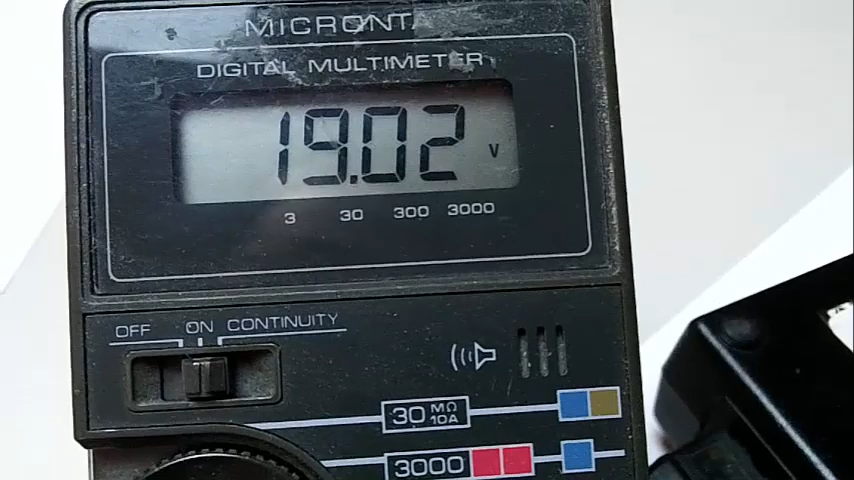 MICRONTA
DIGITAL MULTIMETER
19.02 V
3 30 300 3000
OFF ON CONTINUITY
30 MΩ 10A
3000